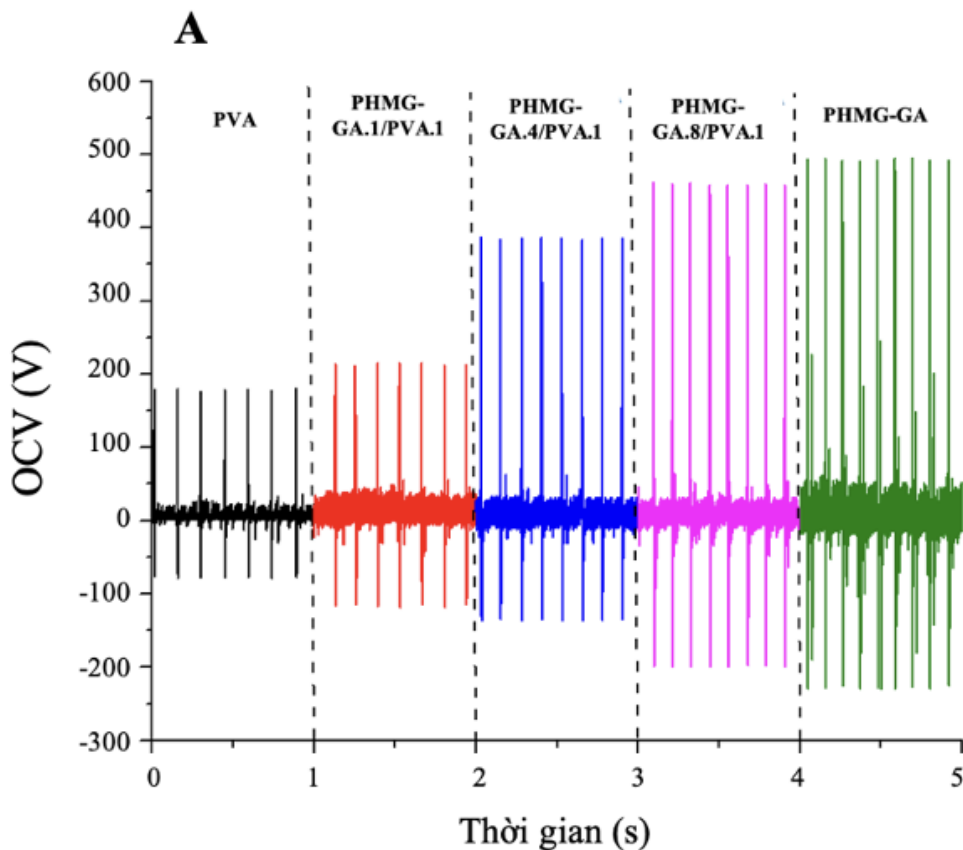 A
PVA
PHMG-
GA.1/PVA.1
PHMG-
GA.4/PVA.1
PHMG-
GA.8/PVA.1
PHMG-GA
600
500
400
300
200
100
0
-100
-200
-300
OCV (V)
0 1 2 3 4 5
Thời gian (s)